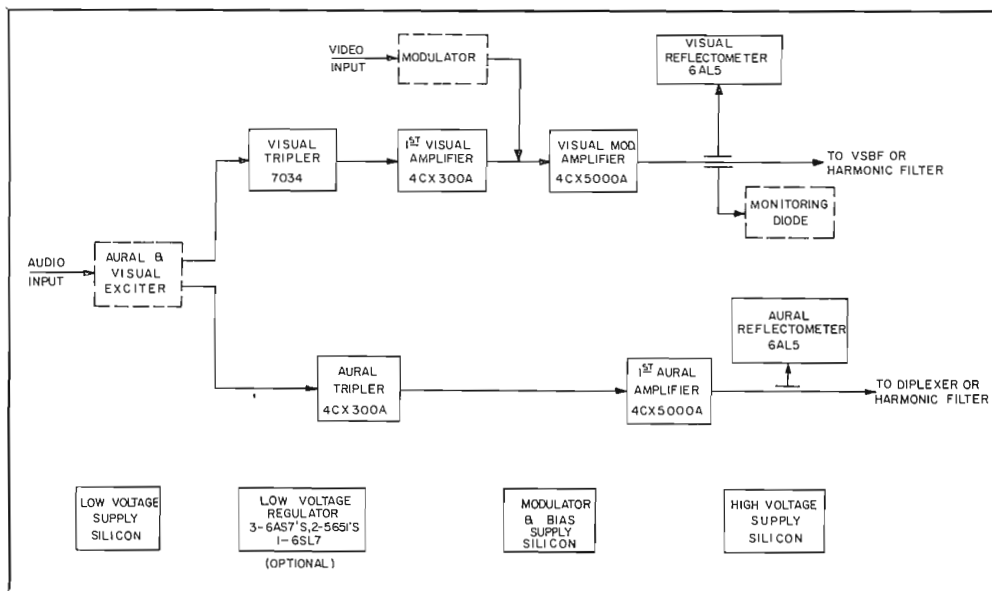 VIDEO
INPUT
MODULATOR
VISUAL
REFLECTOMETER
6AL5
VISUAL
TRIPLER
7034
1ST VISUAL
AMPLIFIER
4CX300A
VISUAL MOD.
AMPLIFIER
4CX5000A
TO VSBF OR
HARMONIC FILTER
MONITORING
DIODE
AUDIO
INPUT
AURAL &
VISUAL
EXCITER
AURAL
REFLECTOMETER
6AL5
AURAL
TRIPLER
4CX300A
1ST AURAL
AMPLIFIER
4CX5000A
TO DIPLEXER OR
HARMONIC FILTER
LOW VOLTAGE
SUPPLY
SILICON
LOW VOLTAGE
REGULATOR
3-6AS7'S,2-5651'S
1-6SL7
(OPTIONAL)
MODULATOR
& BIAS
SUPPLY
SILICON
HIGH VOLTAGE
SUPPLY
SILICON